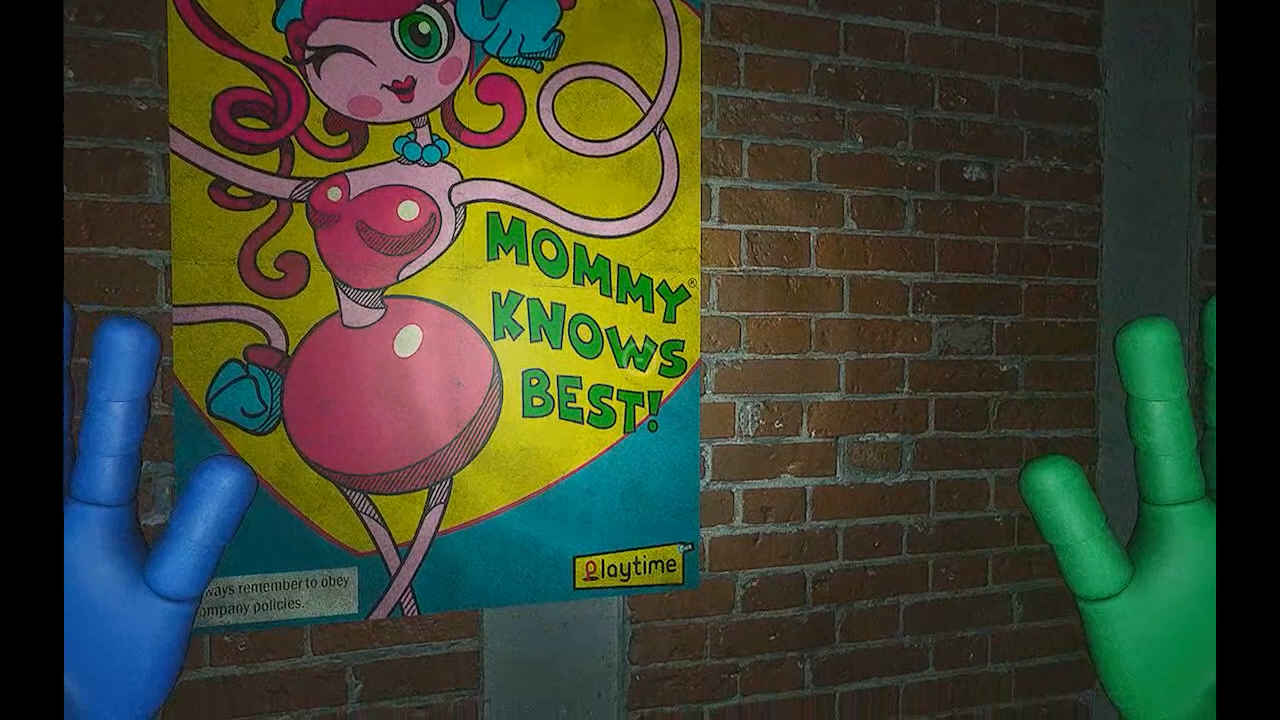 MOMMY®
KNOWS
BEST!
Playtime
ways remember to obey
ompany policies.